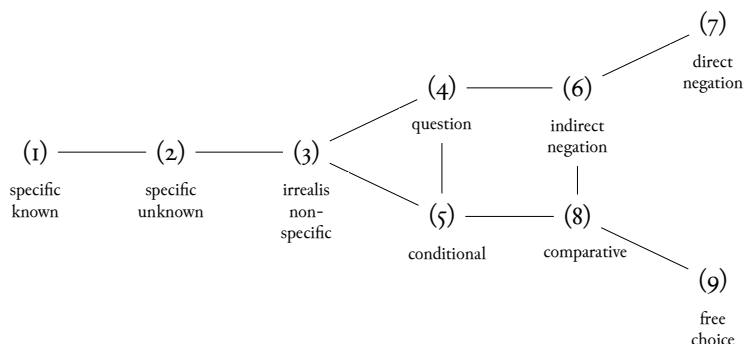 (1)
specific
known
(2)
specific
unknown
(3)
irrealis
non-
specific
(4)
question
(5)
conditional
(6)
indirect
negation
(8)
comparative
(7)
direct
negation
(9)
free
choice